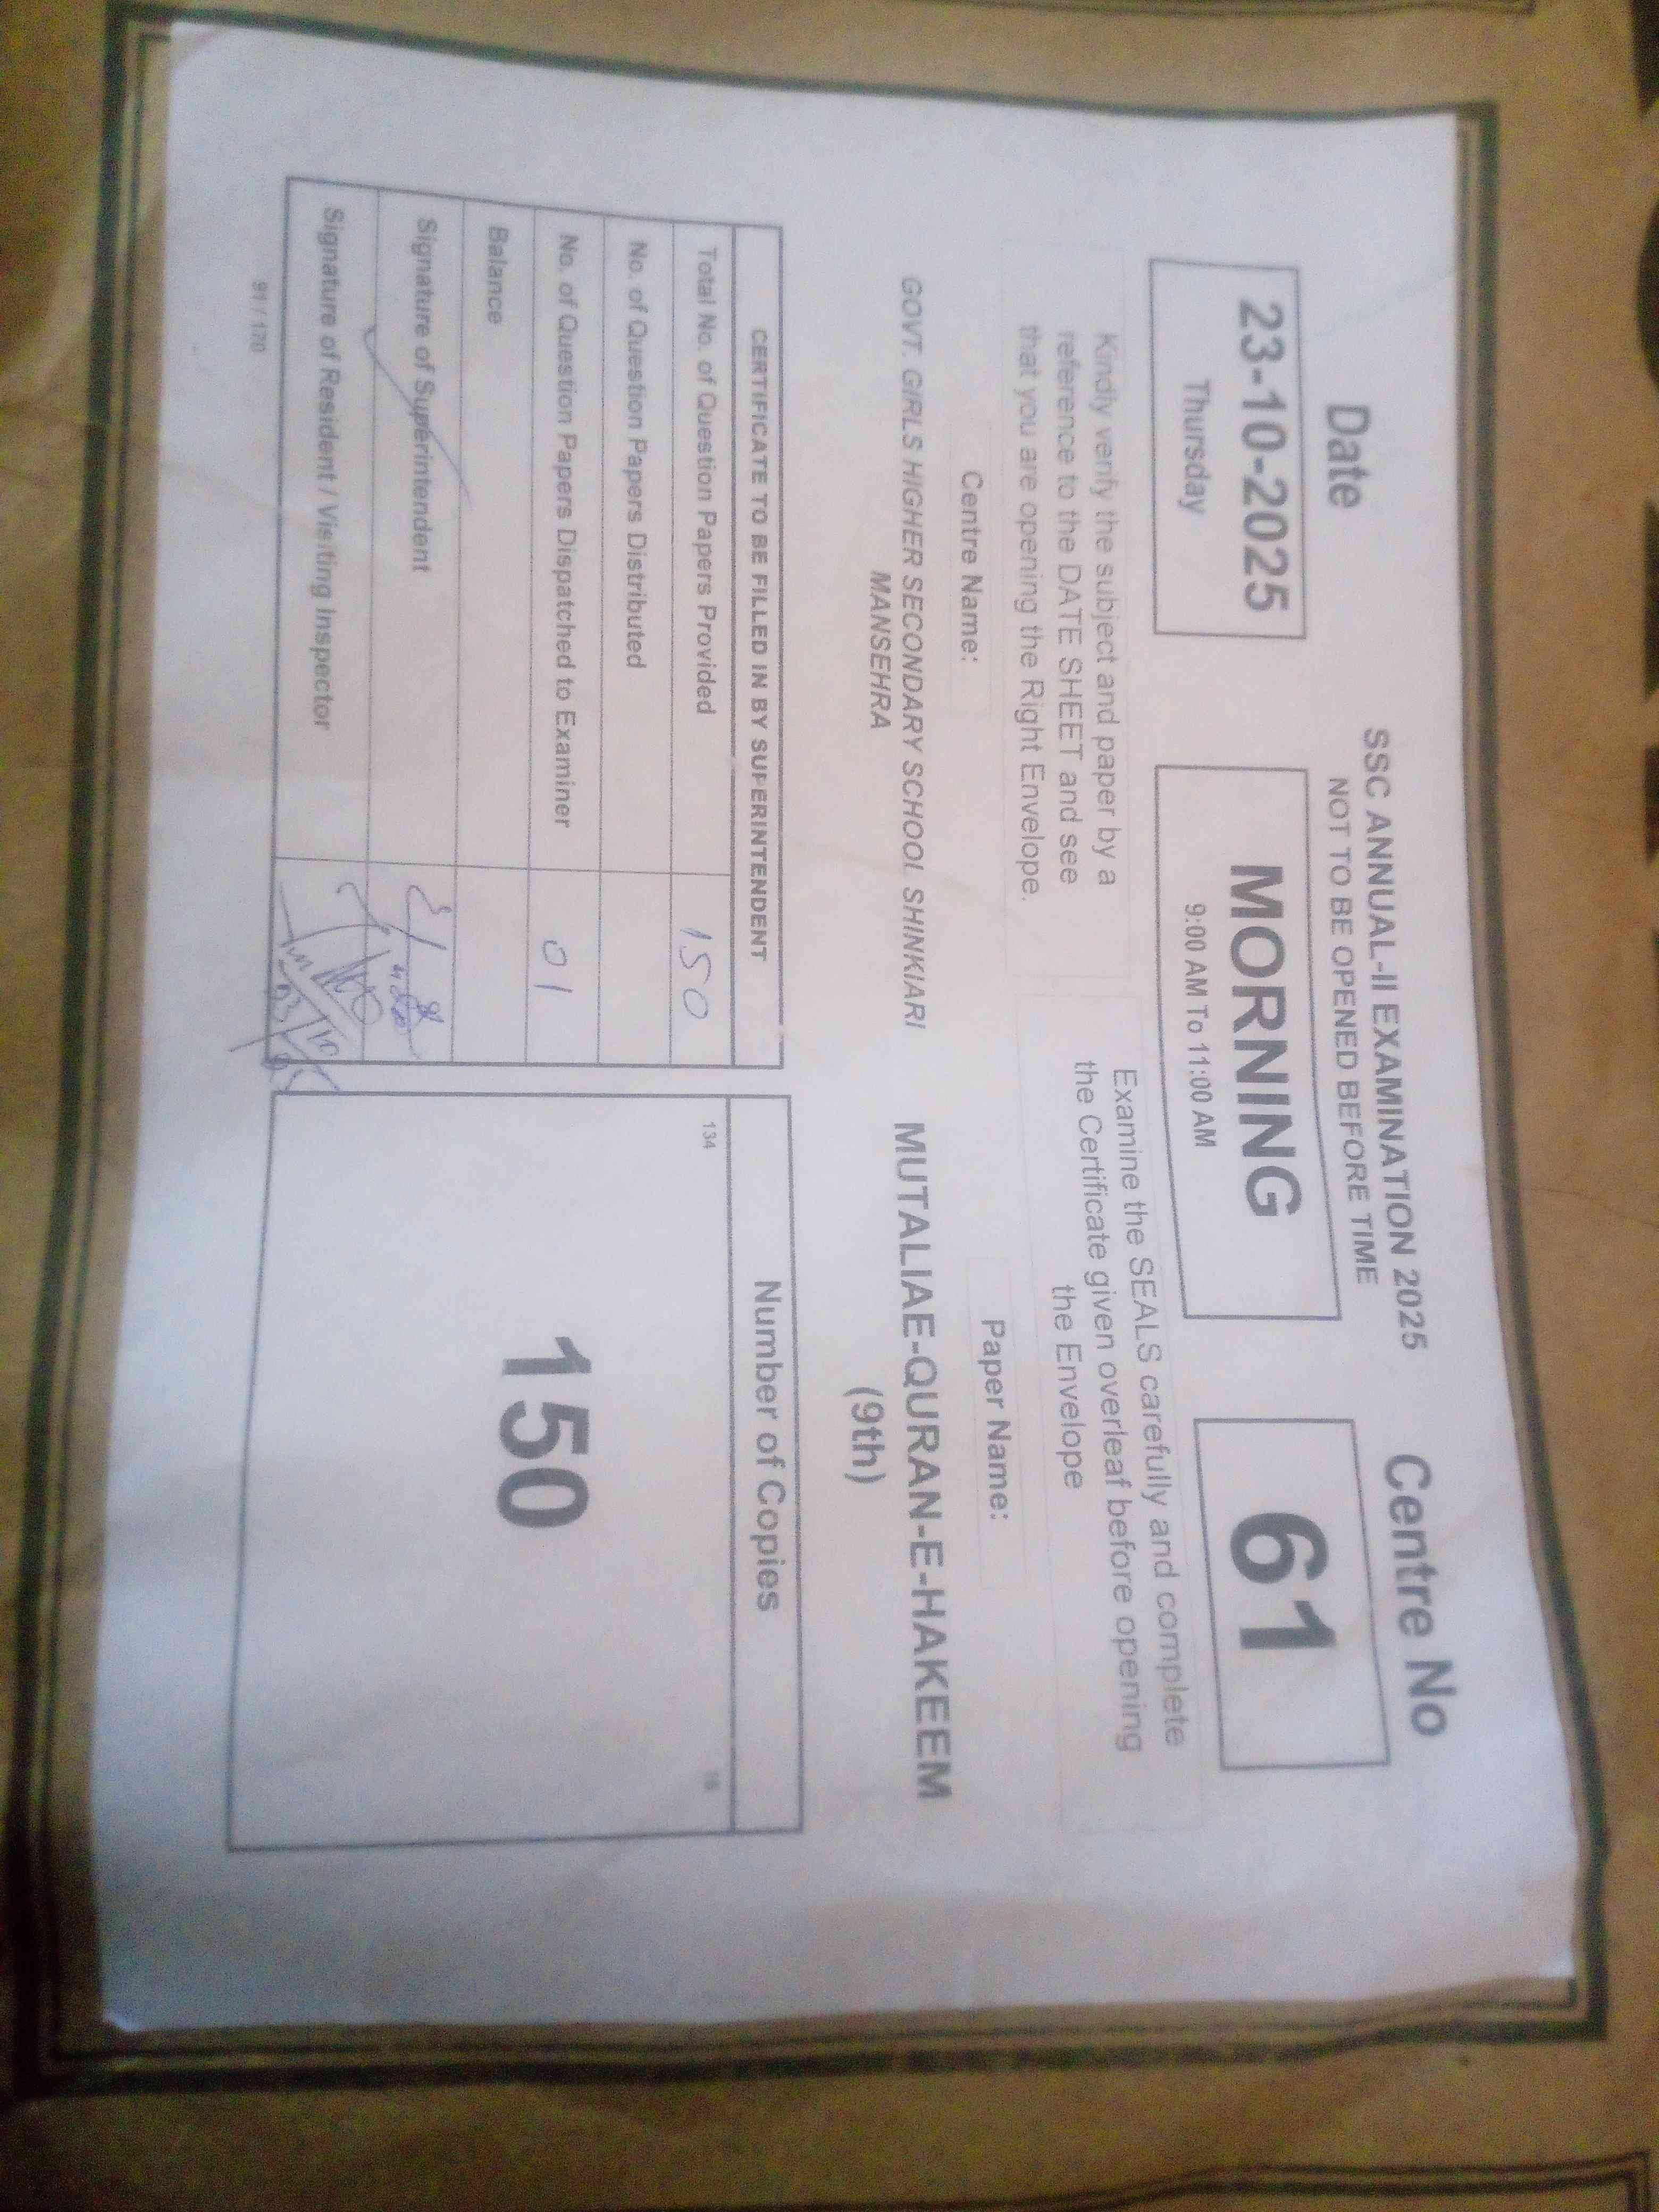 SSC ANNUAL-II EXAMINATION 2025
NOT TO BE OPENED BEFORE TIME
Date
23-10-2025
Thursday
MORNING
9:00 AM To 11:00 AM
Centre No
61
Kindly verify the subject and paper by a
reference to the DATE SHEET and see
that you are opening the Right Envelope.
Examine the SEALS carefully and complete
the Certificate given overleaf before opening
the Envelope
Centre Name:
GOVT. GIRLS HIGHER SECONDARY SCHOOL SHINKIARI
MANSEHRA
Paper Name:
MUTALIAE-QURAN-E-HAKEEM
(9th)
CERTIFICATE TO BE FILLED IN BY SUPERINTENDENT
Total No. of Question Papers Provided 150
No. of Question Papers Distributed
No. of Question Papers Dispatched to Examiner 01
Balance
Signature of Superintendent
Signature of Resident / Visiting Inspector
91 / 170
Number of Copies
134
150